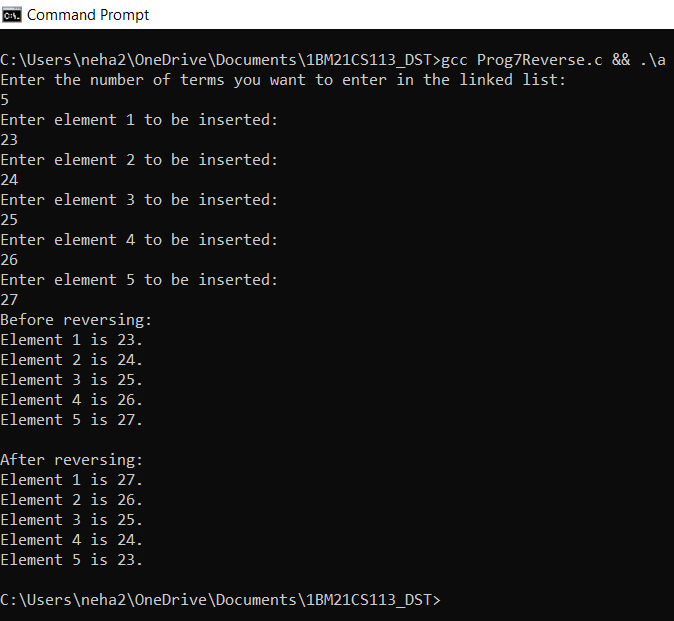 C:\. Command Prompt
C:\Users\neha2\OneDrive\Documents\1BM21CS113_DST>gcc Prog7Reverse.c && .\a
Enter the number of terms you want to enter in the linked list:
5
Enter element 1 to be inserted:
23
Enter element 2 to be inserted:
24
Enter element 3 to be inserted:
25
Enter element 4 to be inserted:
26
Enter element 5 to be inserted:
27
Before reversing:
Element 1 is 23.
Element 2 is 24.
Element 3 is 25.
Element 4 is 26.
Element 5 is 27.
After reversing:
Element 1 is 27.
Element 2 is 26.
Element 3 is 25.
Element 4 is 24.
Element 5 is 23.
C:\Users\neha2\OneDrive\Documents\1BM21CS113_DST>